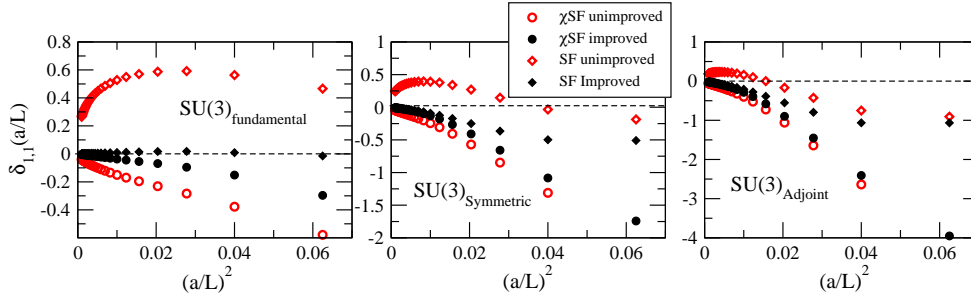 χSF unimproved
χSF improved
SF unimproved
SF Improved
δ1,1(a/L)
0.8
0.6
0.4
0.2
0
-0.2
-0.4
SU(3)fundamental
0 0.02 0.04 0.06
(a/L)2
1
0.5
0
-0.5
-1
-1.5
-2
SU(3)Symmetric
0 0.02 0.04 0.06
(a/L)2
1
0
-1
-2
-3
-4
SU(3)Adjoint
0 0.02 0.04 0.06
(a/L)2